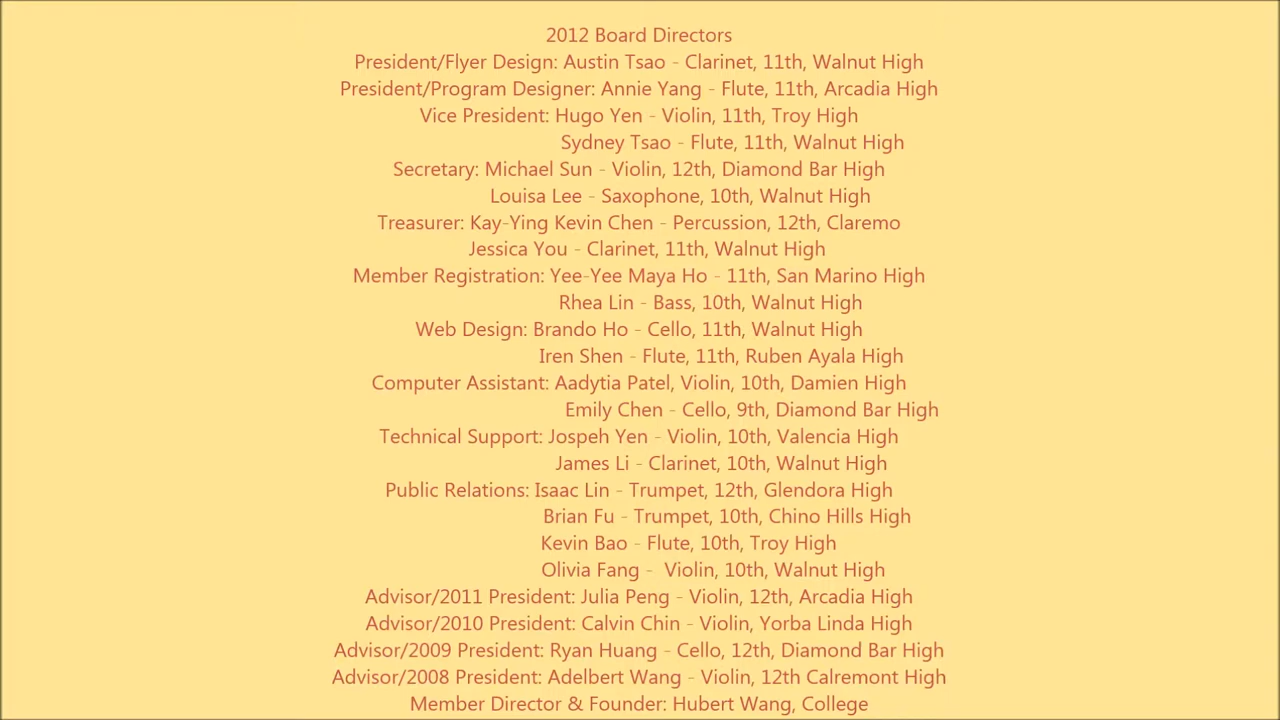 2012 Board Directors
President/Flyer Design: Austin Tsao - Clarinet, 11th, Walnut High
President/Program Designer: Annie Yang - Flute, 11th, Arcadia High
Vice President: Hugo Yen - Violin, 11th, Troy High
Sydney Tsao - Flute, 11th, Walnut High
Secretary: Michael Sun - Violin, 12th, Diamond Bar High
Louisa Lee - Saxophone, 10th, Walnut High
Treasurer: Kay-Ying Kevin Chen - Percussion, 12th, Claremo
Jessica You - Clarinet, 11th, Walnut High
Member Registration: Yee-Yee Maya Ho - 11th, San Marino High
Rhea Lin - Bass, 10th, Walnut High
Web Design: Brando Ho - Cello, 11th, Walnut High
Iren Shen - Flute, 11th, Ruben Ayala High
Computer Assistant: Aadytia Patel, Violin, 10th, Damien High
Emily Chen - Cello, 9th, Diamond Bar High
Technical Support: Jospeh Yen - Violin, 10th, Valencia High
James Li - Clarinet, 10th, Walnut High
Public Relations: Isaac Lin - Trumpet, 12th, Glendora High
Brian Fu - Trumpet, 10th, Chino Hills High
Kevin Bao - Flute, 10th, Troy High
Olivia Fang -  Violin, 10th, Walnut High
Advisor/2011 President: Julia Peng - Violin, 12th, Arcadia High
Advisor/2010 President: Calvin Chin - Violin, Yorba Linda High
Advisor/2009 President: Ryan Huang - Cello, 12th, Diamond Bar High
Advisor/2008 President: Adelbert Wang - Violin, 12th Calremont High
Member Director & Founder: Hubert Wang, College